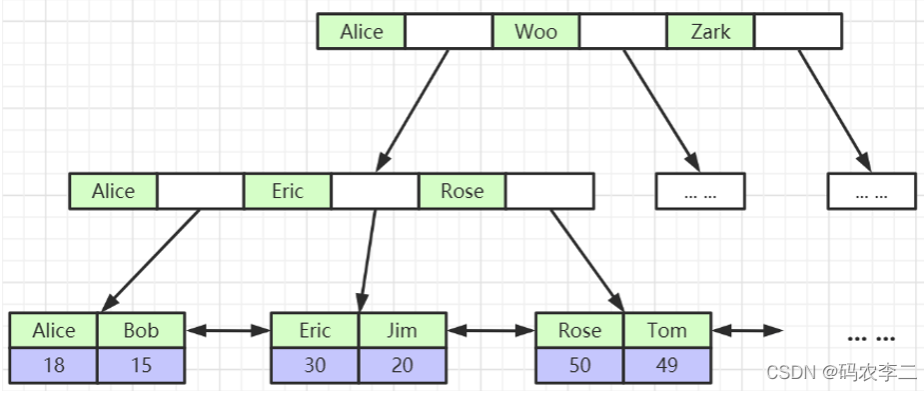 Alice Woo Zark
Alice Eric Rose ... ... ... ...
Alice Bob Eric Jim Rose Tom ... ...
18 15 30 20 50 49
CSDN @码农李二